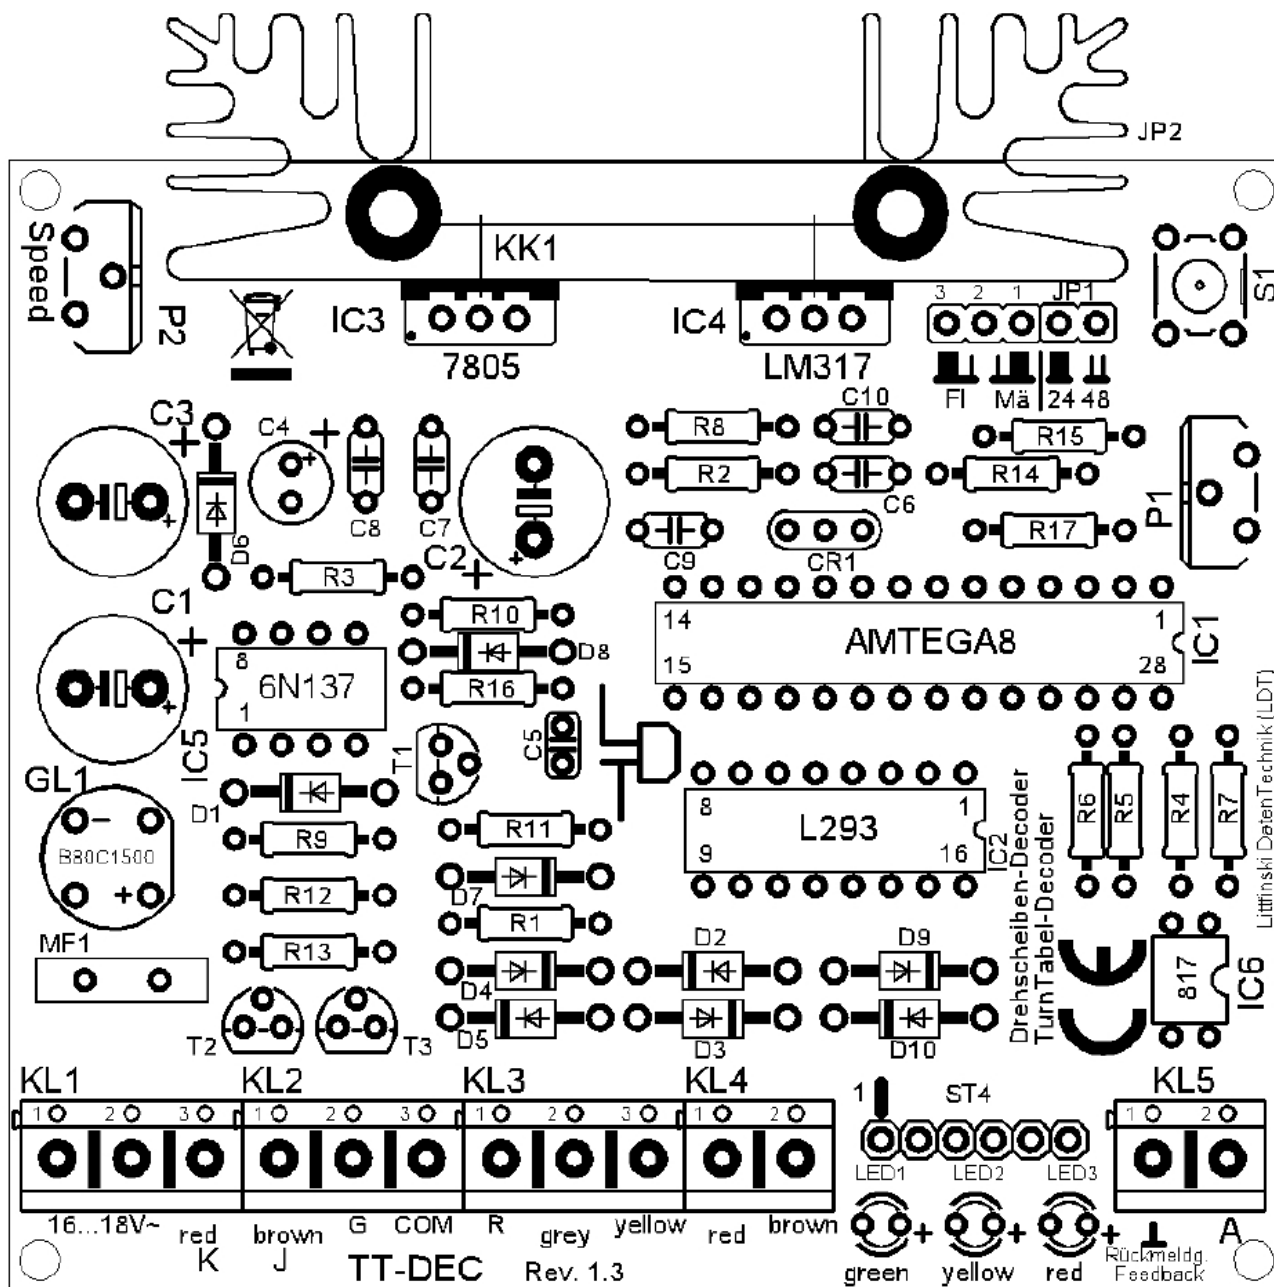 JP2
Speed
P2
KK1
IC3
7805
IC4
LM317
3 2 1 JP1
Fl Mä 24 48
S1
C3
D6
C4
C8
C7
C2
R8
C10
R15
R2
C6
R14
P1
C9
CR1
R17
R3
C1
R10
D8
R16
8
6N137
1
IC5
14 1
AMTEGA8
15 28
IC1
T1
C5
GL1
B80C1500
D1
R9
R12
R13
MF1
R11
D7
R1
D4
D5
8 1
L293
9 16
IC2
D2
D9
D3
D10
Drehscheiben-Decoder
TurnTabel-Decoder
R6
R5
R4
R7
Littfinski DatenTechnik (LDT)
817
IC6
T2
T3
KL1 KL2 KL3 KL4 KL5
1 2 3 1 2 3 1 2 3 1 2 1 2
1 ST4
LED1 LED2 LED3
16...18V~ red brown G COM R grey yellow red brown
K J
TT-DEC Rev. 1.3
green + yellow + red +
A
Rückmeldg.
Feedback